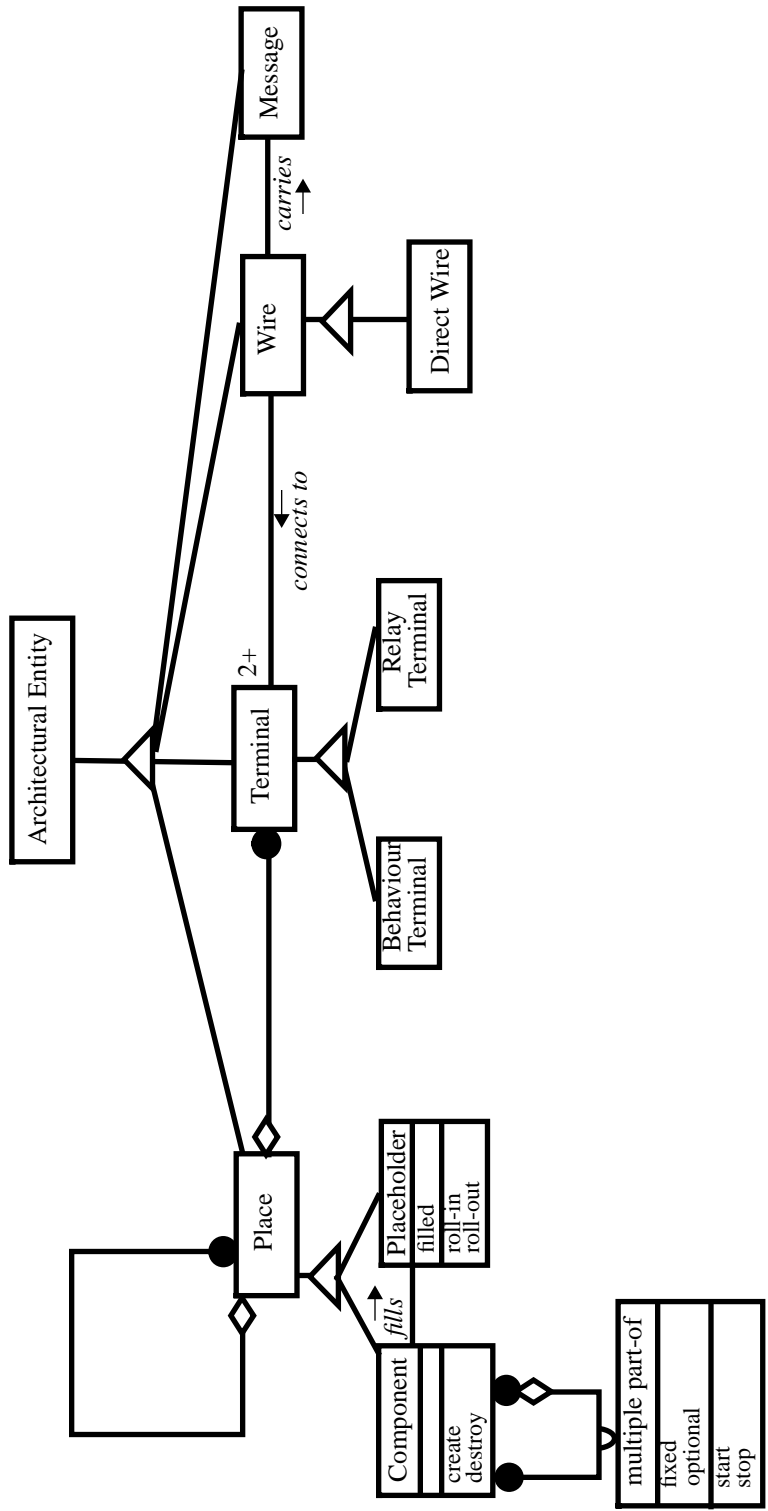 Architectural Entity
Place
Terminal
2+
connects to
Wire
carries
Message
Component
create
destroy
fills
Placeholder
filled
roll-in
roll-out
Behaviour
Terminal
Relay
Terminal
Direct Wire
multiple part-of
fixed
optional
start
stop